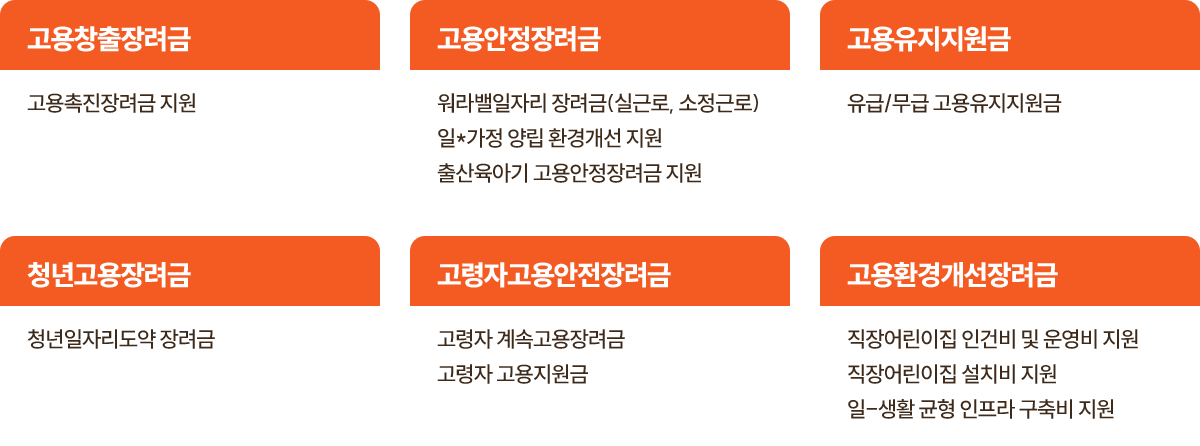 고용창출장려금
고용촉진장려금 지원
고용안정장려금
워라밸일자리 장려금(실근로, 소정근로)
일*가정 양립 환경개선 지원
출산육아기 고용안정장려금 지원
고용유지지원금
유급/무급 고용유지지원금
청년고용장려금
청년일자리도약 장려금
고령자고용안전장려금
고령자 계속고용장려금
고령자 고용지원금
고용환경개선장려금
직장어린이집 인건비 및 운영비 지원
직장어린이집 설치비 지원
일-생활 균형 인프라 구축비 지원